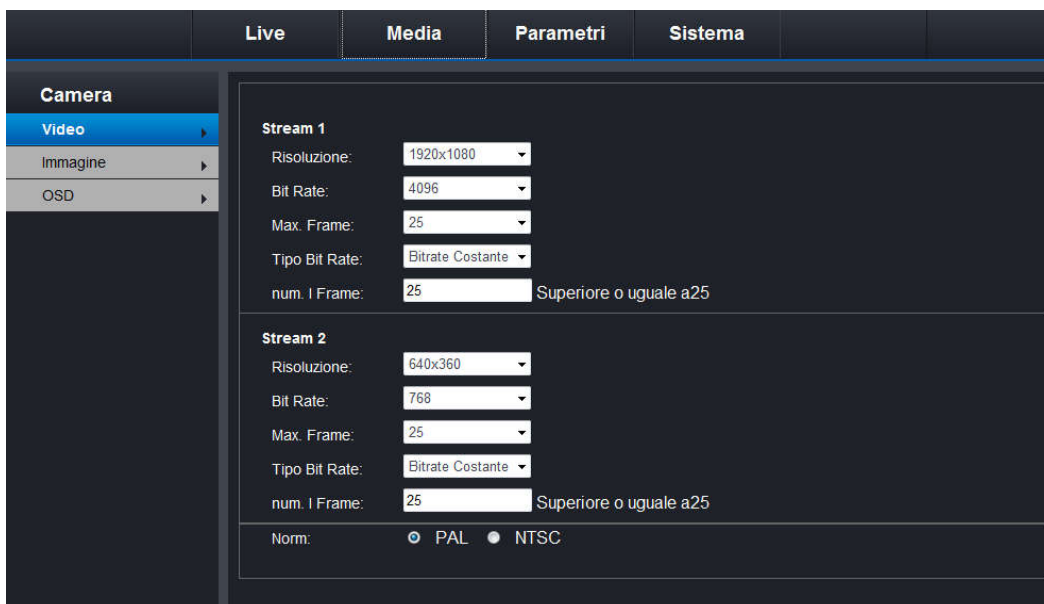 Live Media Parametri Sistema
Camera
Video
Immagine
OSD
Stream 1
Risoluzione: 1920x1080
Bit Rate: 4096
Max. Frame: 25
Tipo Bit Rate: Bitrate Costante
num. I Frame: 25 Superiore o uguale a25
Stream 2
Risoluzione: 640x360
Bit Rate: 768
Max. Frame: 25
Tipo Bit Rate: Bitrate Costante
num. I Frame: 25 Superiore o uguale a25
Norm: PAL NTSC